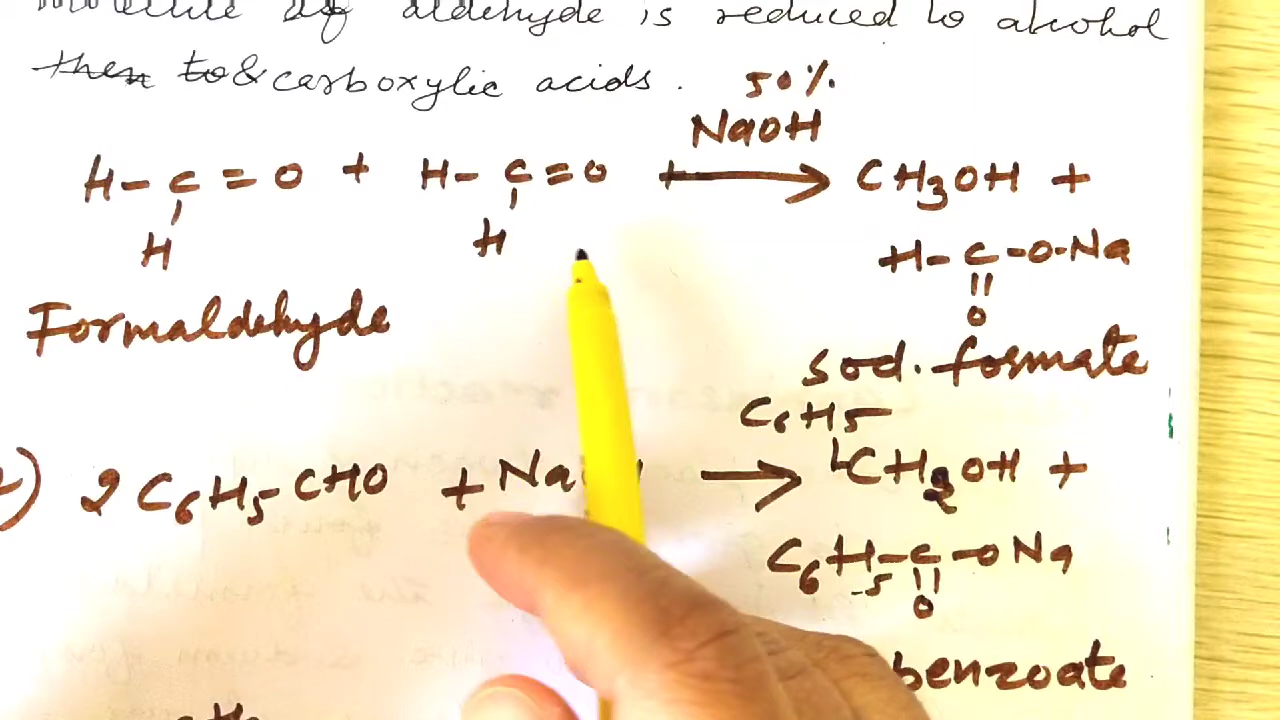 molecule of aldehyde is reduced to alcohol
then to & carboxylic acids.
50%
NaOH
H-C=O + H-C=O + → CH3OH +
H H
H-C-O-Na
||
O
Formaldehyde
sod. formate
C6H5
2 C6H5-CHO + Na → CH2OH +
C6H5-C-ONa
||
O
benzoate